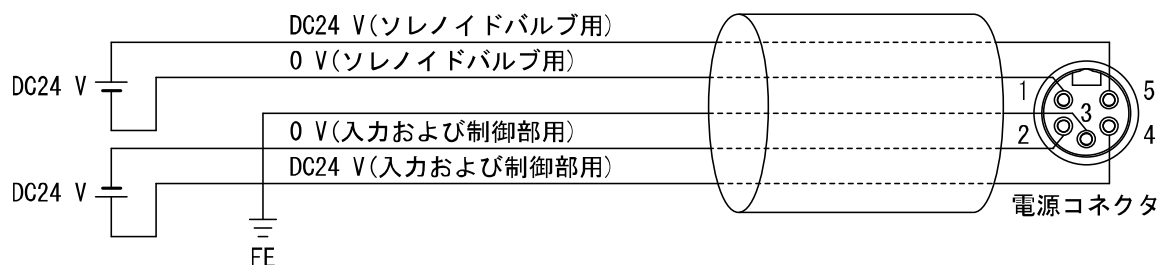 DC24 V(ソレノイドバルブ用)
0 V(ソレノイドバルブ用)
DC24 V
1
5
3
0 V(入力および制御部用)
2
4
DC24 V(入力および制御部用)
DC24 V
電源コネクタ
FE